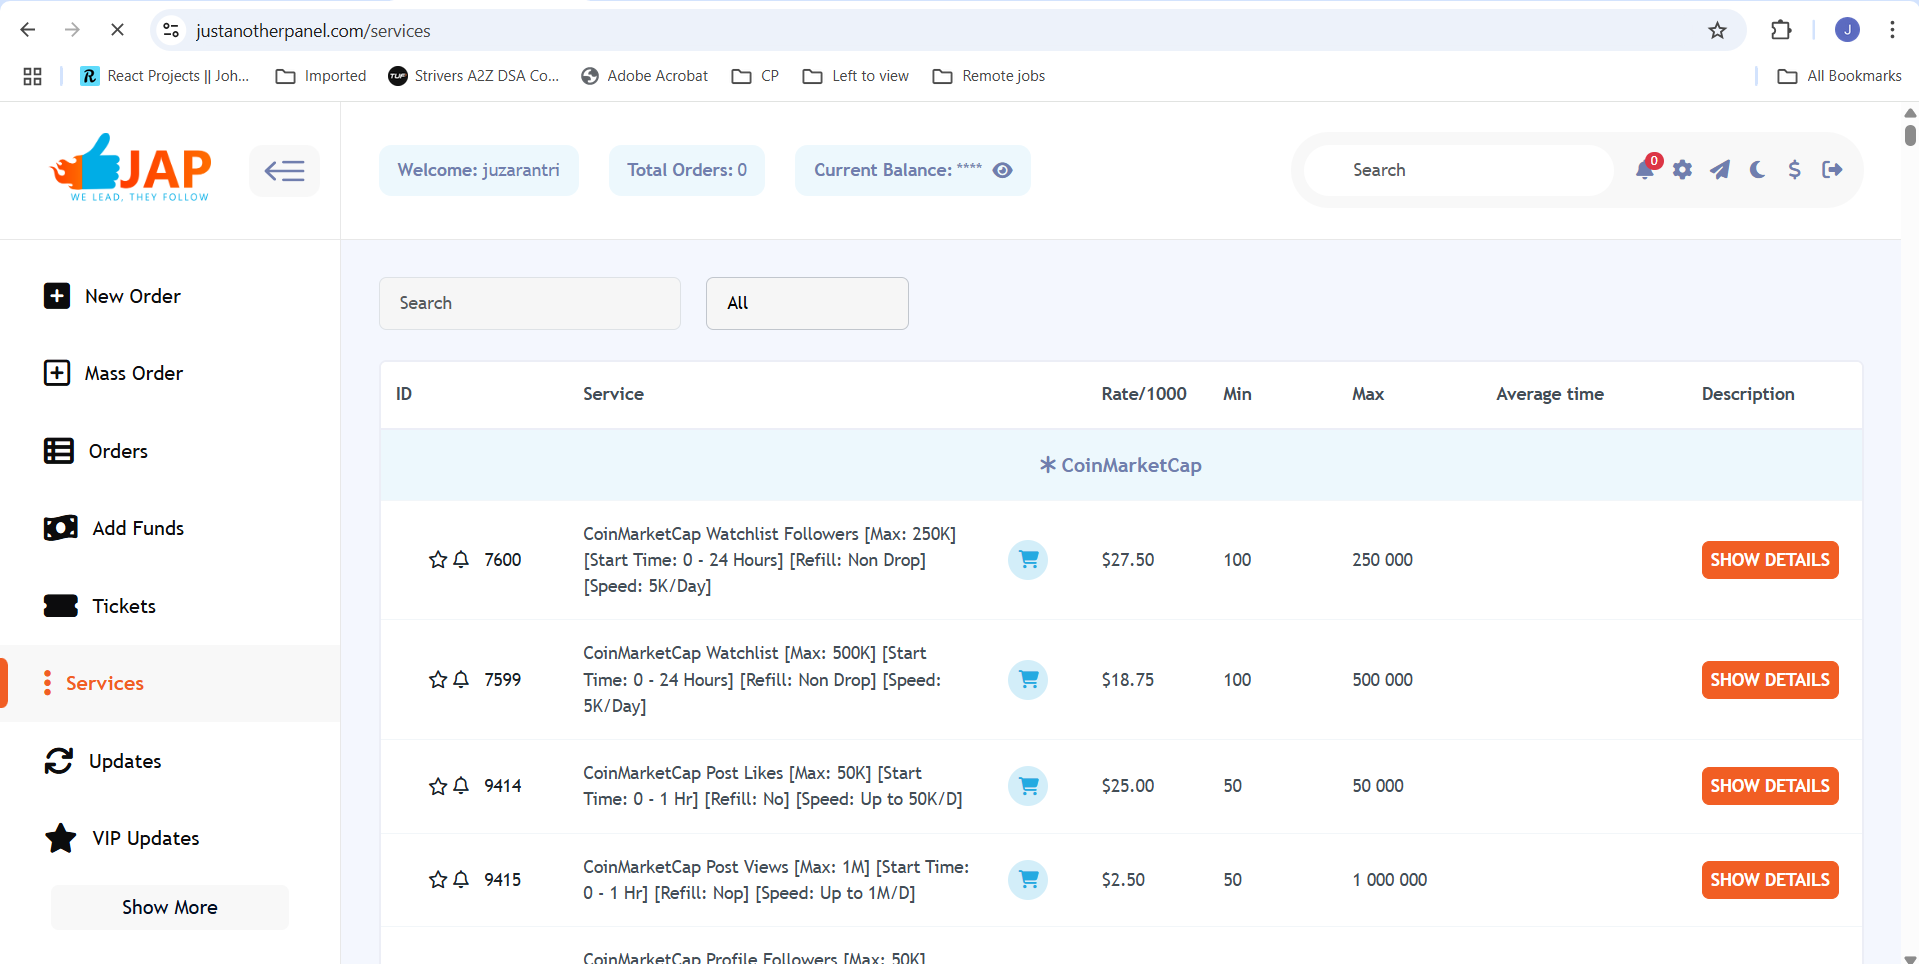 justanotherpanel.com/services
J
React Projects || Joh...
Imported
TUF
Strivers A2Z DSA Co...
Adobe Acrobat
CP
Left to view
Remote jobs
All Bookmarks
JAP
WE LEAD, THEY FOLLOW
Welcome: juzarantri
Total Orders: 0
Current Balance: ****
Search
0
New Order
Mass Order
Orders
Add Funds
Tickets
Services
Updates
VIP Updates
Show More
Search
All
ID Service Rate/1000 Min Max Average time Description
CoinMarketCap
CoinMarketCap Watchlist Followers [Max: 250K]
7600 [Start Time: 0 - 24 Hours] [Refill: Non Drop] $27.50 100 250 000 SHOW DETAILS
[Speed: 5K/Day]
CoinMarketCap Watchlist [Max: 500K] [Start
7599 Time: 0 - 24 Hours] [Refill: Non Drop] [Speed: $18.75 100 500 000 SHOW DETAILS
5K/Day]
CoinMarketCap Post Likes [Max: 50K] [Start
9414 $25.00 50 50 000 SHOW DETAILS
Time: 0 - 1 Hr] [Refill: No] [Speed: Up to 50K/D]
CoinMarketCap Post Views [Max: 1M] [Start Time:
9415 $2.50 50 1 000 000 SHOW DETAILS
0 - 1 Hr] [Refill: Nop] [Speed: Up to 1M/D]
CoinMarketCap Profile Followers [Max: 50K]